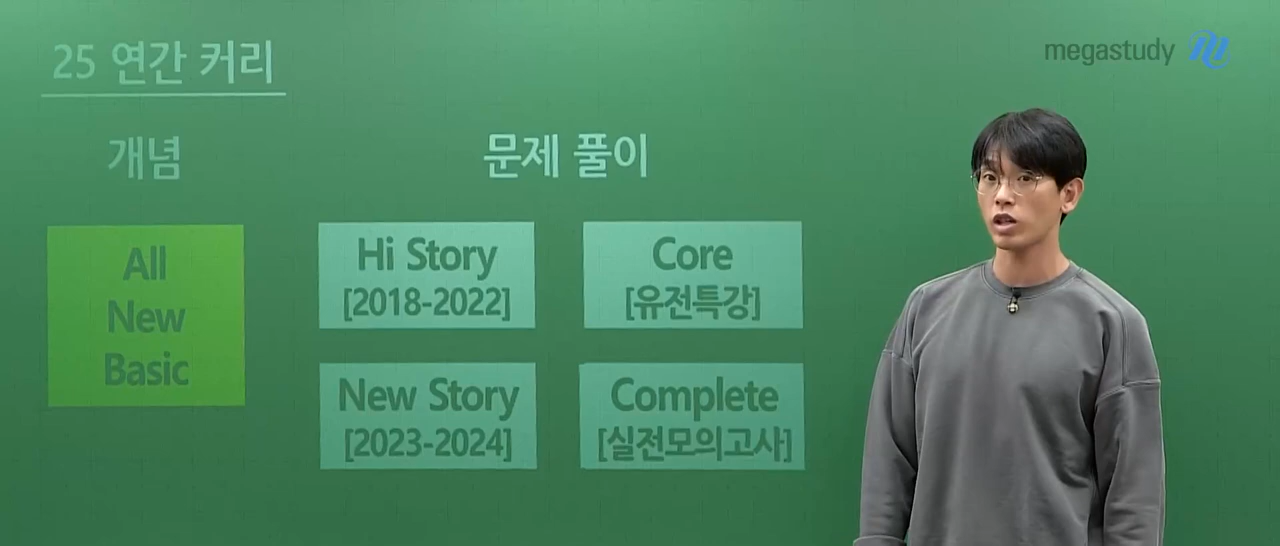 25 연간 커리
megastudy
개념
문제 풀이
All
New
Basic
Hi Story
[2018-2022]
Core
[유전특강]
New Story
[2023-2024]
Complete
[실전모의고사]